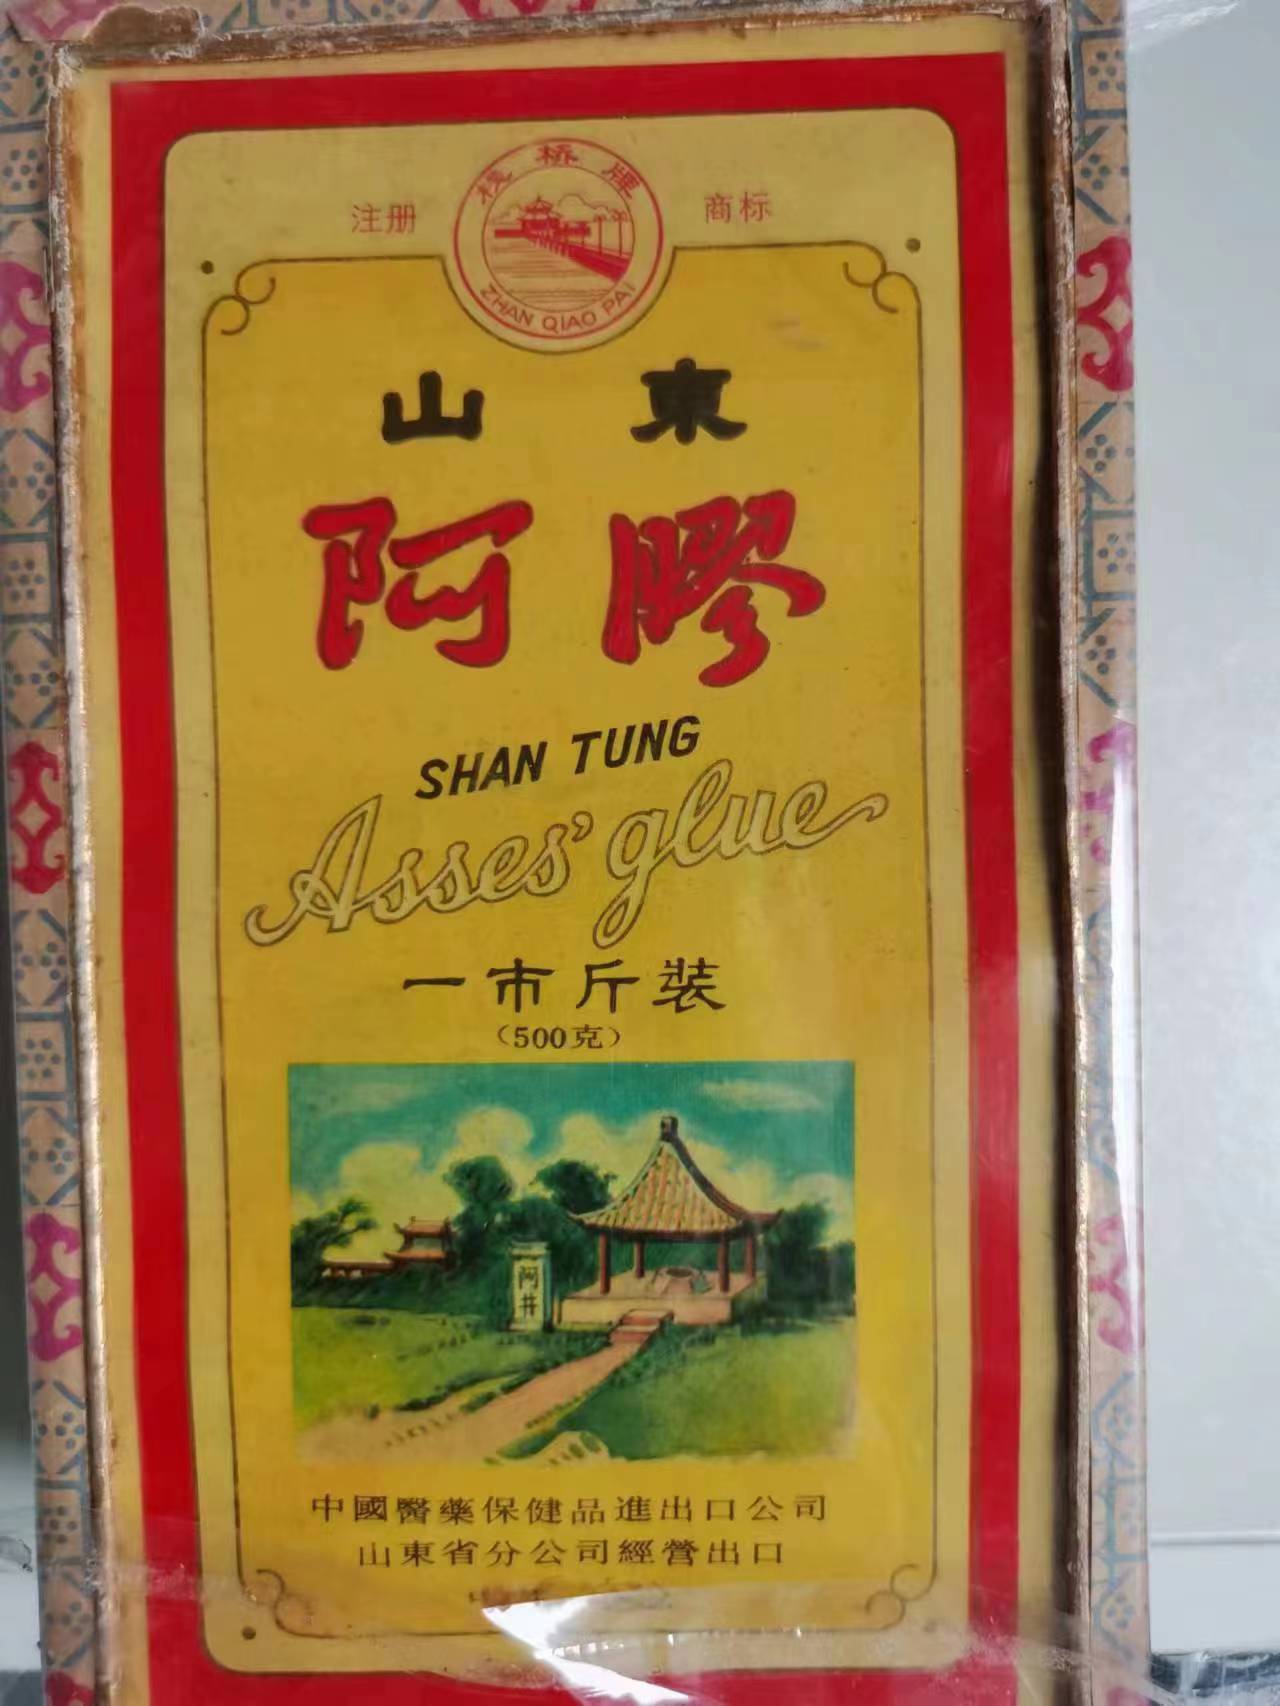 栈桥牌
注册 商标
ZHAN QIAO PAI
山東
阿膠
SHAN TUNG
Asses' glue
一市斤装
(500克)
阿井
中國醫藥保健品進出口公司
山東省分公司經營出口